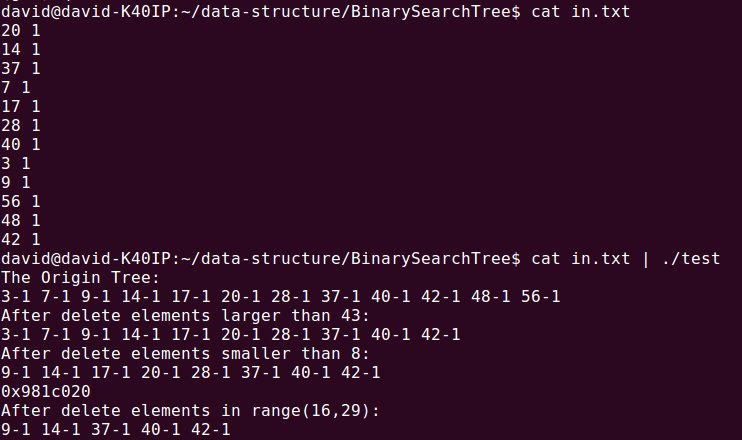 david@david-K40IP:~/data-structure/BinarySearchTree$ cat in.txt
20 1
14 1
37 1
7 1
17 1
28 1
40 1
3 1
9 1
56 1
48 1
42 1
david@david-K40IP:~/data-structure/BinarySearchTree$ cat in.txt | ./test
The Origin Tree:
3-1 7-1 9-1 14-1 17-1 20-1 28-1 37-1 40-1 42-1 48-1 56-1
After delete elements larger than 43:
3-1 7-1 9-1 14-1 17-1 20-1 28-1 37-1 40-1 42-1
After delete elements smaller than 8:
9-1 14-1 17-1 20-1 28-1 37-1 40-1 42-1
0x981c020
After delete elements in range(16,29):
9-1 14-1 37-1 40-1 42-1